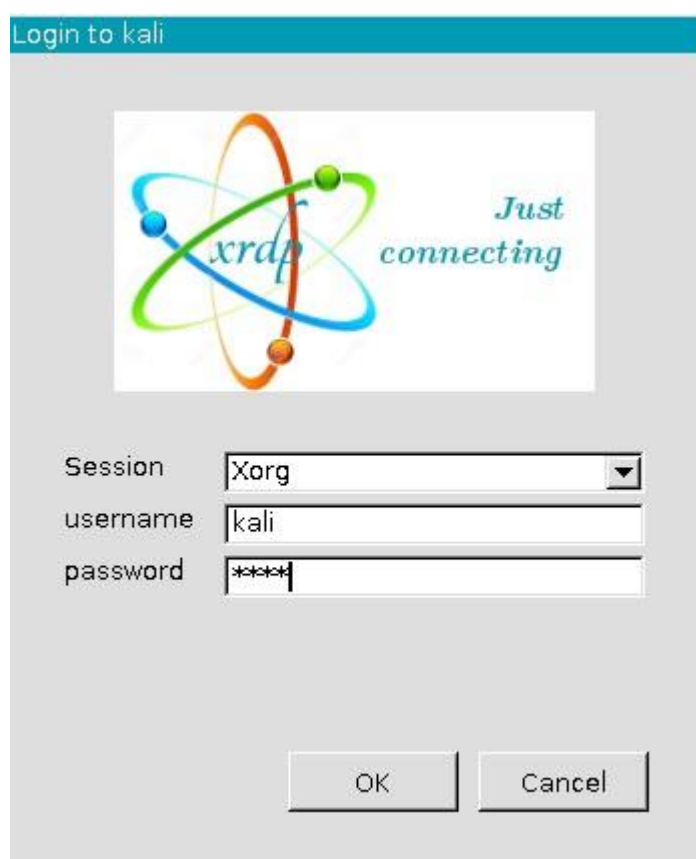 Login to kali
xrdp
Just
connecting
Session Xorg
username kali
password ****
OK Cancel